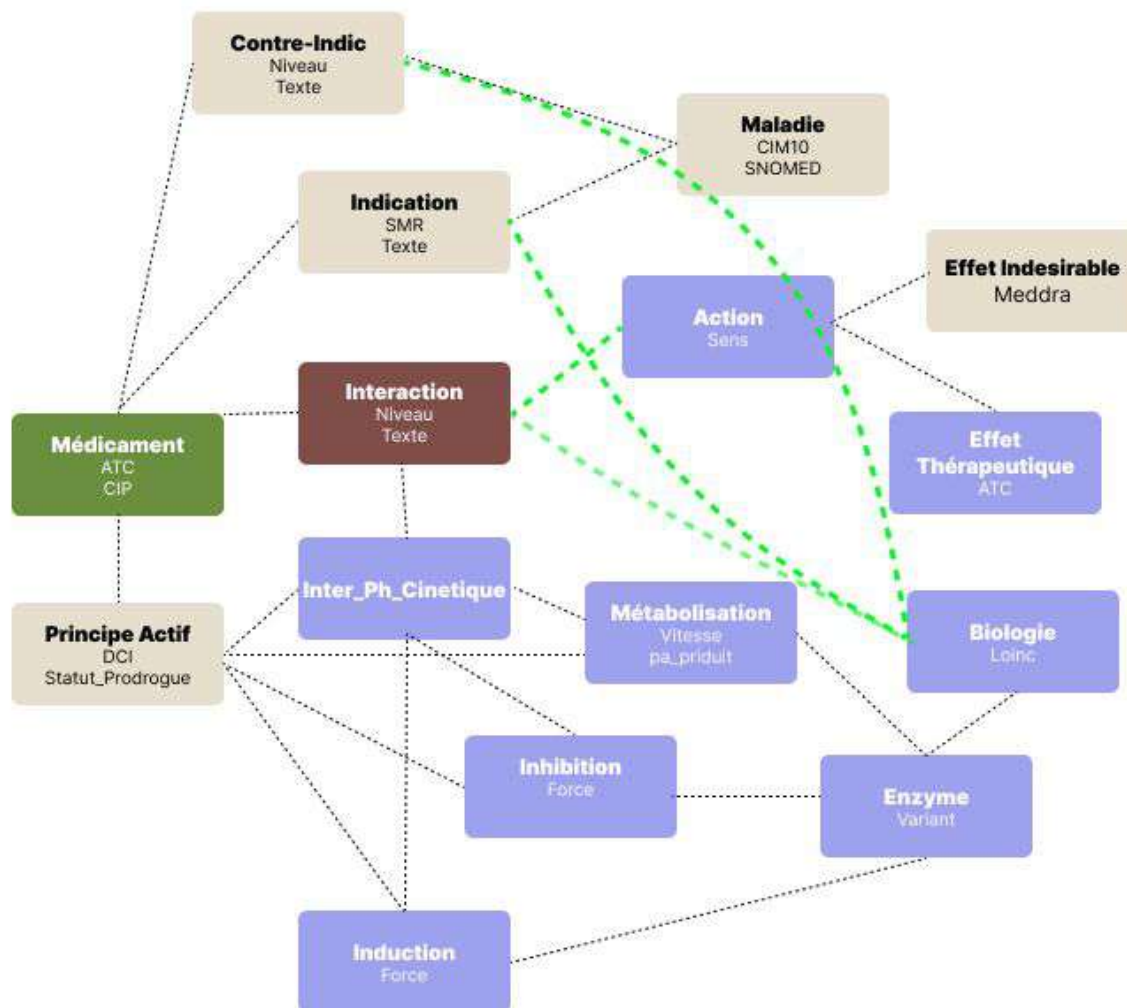 Contre-Indic
Niveau
Texte
Maladie
CIM10
SNOMED
Indication
SMR
Texte
Effet Indesirable
Meddra
Action
Sens
Interaction
Niveau
Texte
Médicament
ATC
CIP
Effet
Thérapeutique
ATC
Inter_Ph_Cinetique
Métabolisation
Vitesse
pa_priduit
Biologie
Loinc
Principe Actif
DCI
Statut_Prodrogue
Inhibition
Force
Enzyme
Variant
Induction
Force